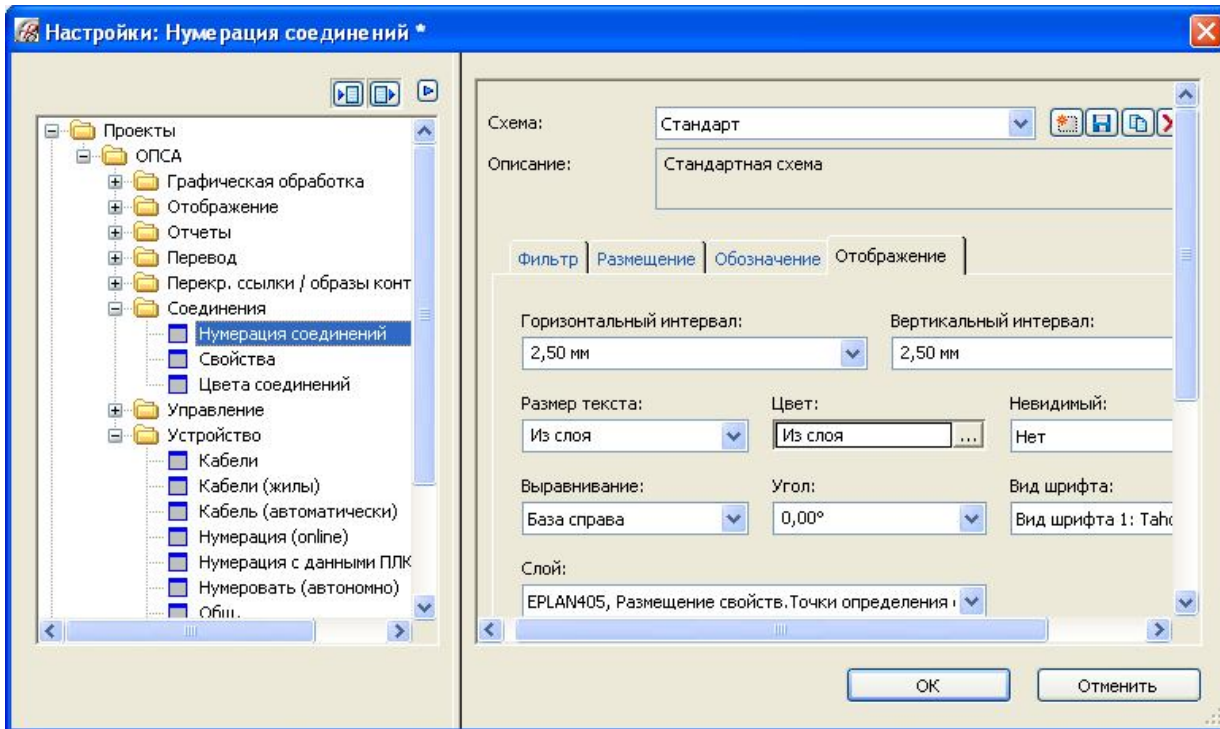 Настройки: Нумерация соединений *
Проекты
ОПСА
Графическая обработка
Отображение
Отчеты
Перевод
Перекр. ссылки / образы конт
Соединения
Нумерация соединений
Свойства
Цвета соединений
Управление
Устройство
Кабели
Кабели (жилы)
Кабель (автоматически)
Нумерация (online)
Нумерация с данными ПЛК
Нумеровать (автономно)
Общ.
Схема:
Стандарт
Описание:
Стандартная схема
Фильтр Размещение Обозначение Отображение
Горизонтальный интервал: Вертикальный интервал:
2,50 мм 2,50 мм
Размер текста: Цвет: Невидимый:
Из слоя Из слоя ... Нет
Выравнивание: Угол: Вид шрифта:
База справа 0,00° Вид шрифта 1: Taho
Слой:
EPLAN405, Размещение свойств.Точки определения
OK Отменить